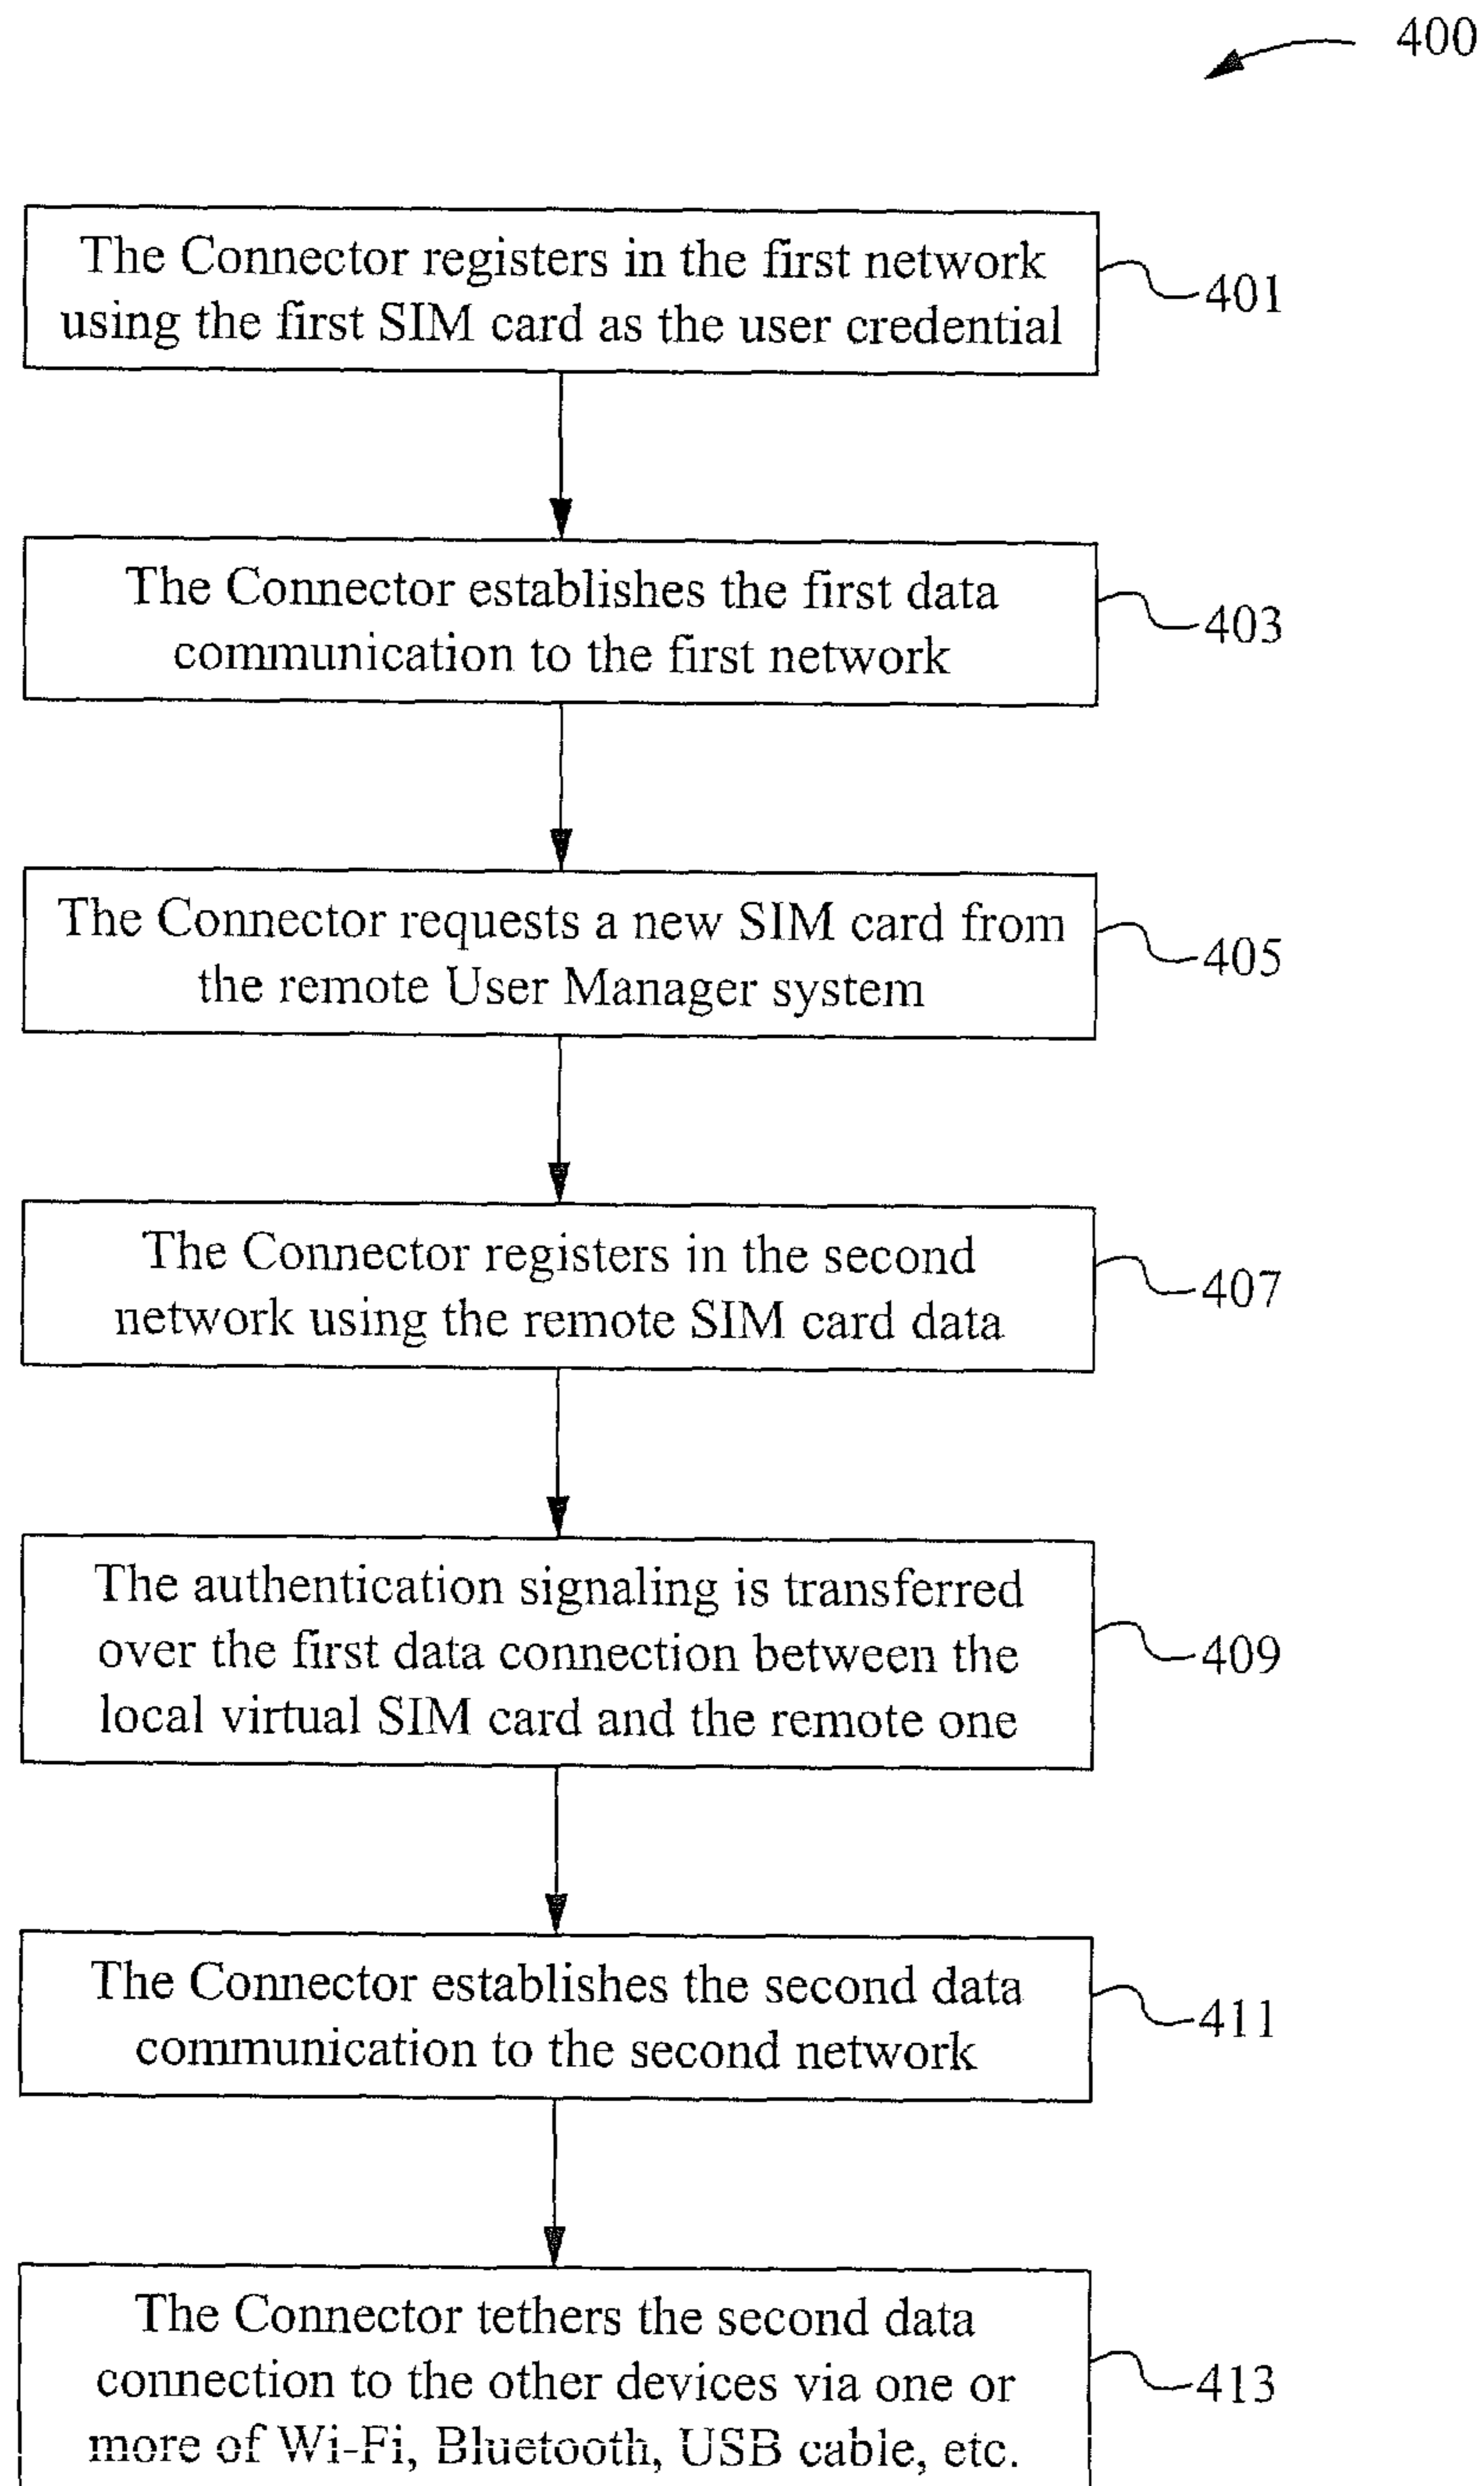 400
The Connector registers in the first network
using the first SIM card as the user credential
401
The Connector establishes the first data
communication to the first network
403
The Connector requests a new SIM card from
the remote User Manager system
405
The Connector registers in the second
network using the remote SIM card data
407
The authentication signaling is transferred
over the first data connection between the
local virtual SIM card and the remote one
409
The Connector establishes the second data
communication to the second network
411
The Connector tethers the second data
connection to the other devices via one or
more of Wi-Fi, Bluetooth, USB cable, etc.
413